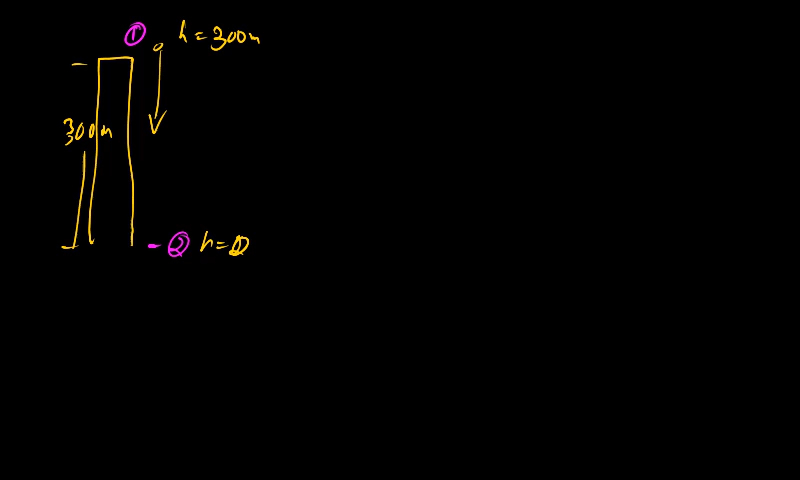 ① h = 300m
300m
② h = 0